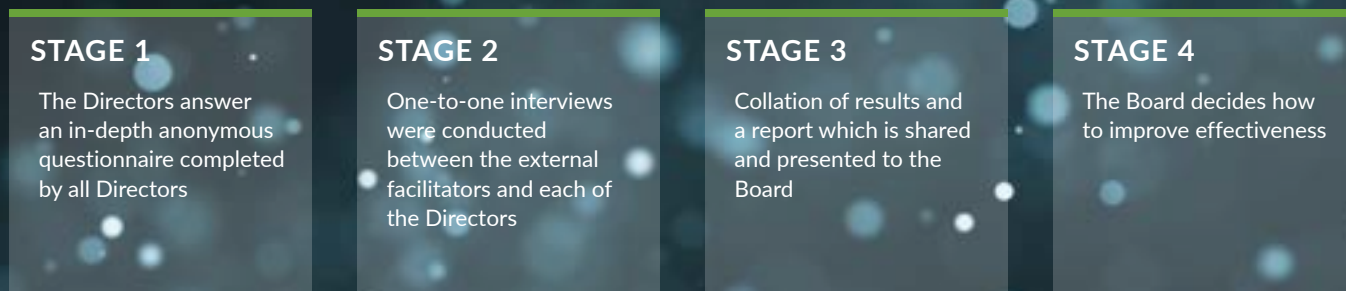 STAGE 1
The Directors answer
an in-depth anonymous
questionnaire completed
by all Directors
STAGE 2
One-to-one interviews
were conducted
between the external
facilitators and each of
the Directors
STAGE 3
Collation of results and
a report which is shared
and presented to the
Board
STAGE 4
The Board decides how
to improve effectiveness